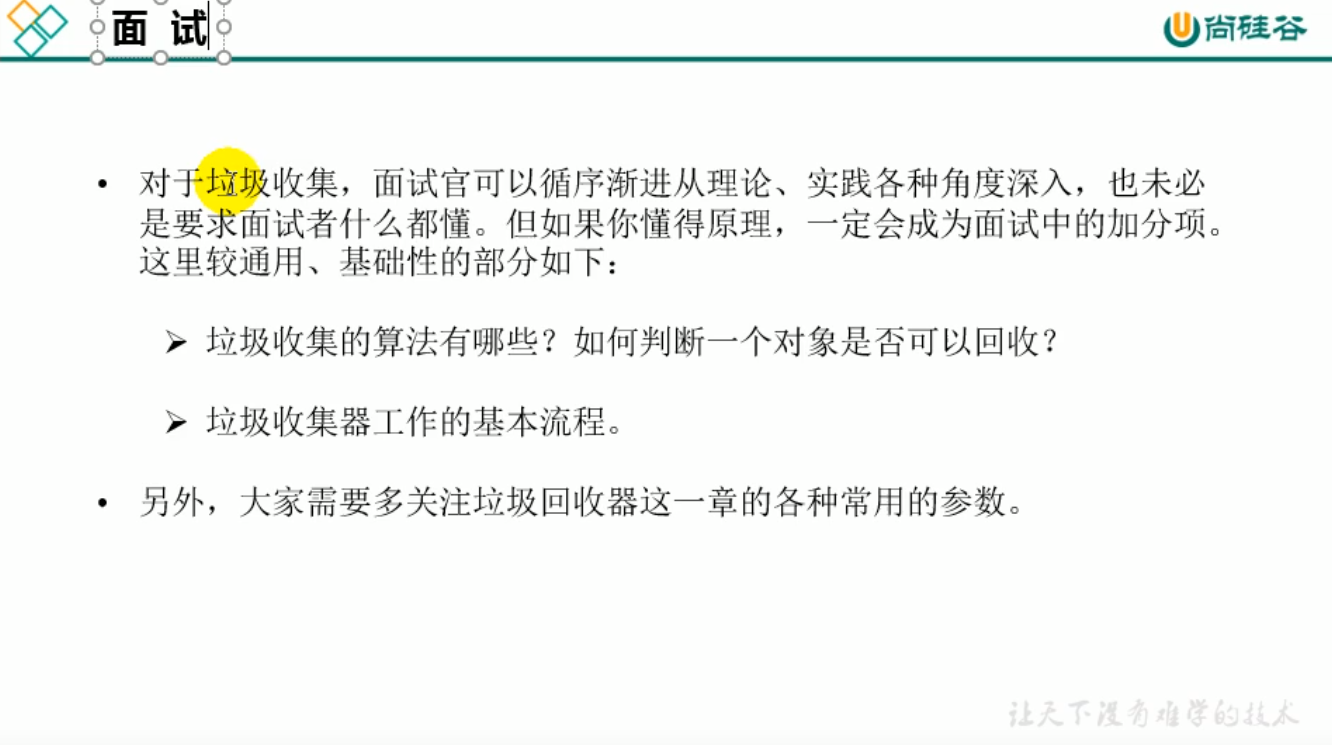 面 试
尚硅谷
• 对于垃圾收集，面试官可以循序渐进从理论、实践各种角度深入，也未必
是要求面试者什么都懂。但如果你懂得原理，一定会成为面试中的加分项。
这里较通用、基础性的部分如下：
➢ 垃圾收集的算法有哪些？如何判断一个对象是否可以回收？
➢ 垃圾收集器工作的基本流程。
• 另外，大家需要多关注垃圾回收器这一章的各种常用的参数。
让天下没有难学的技术